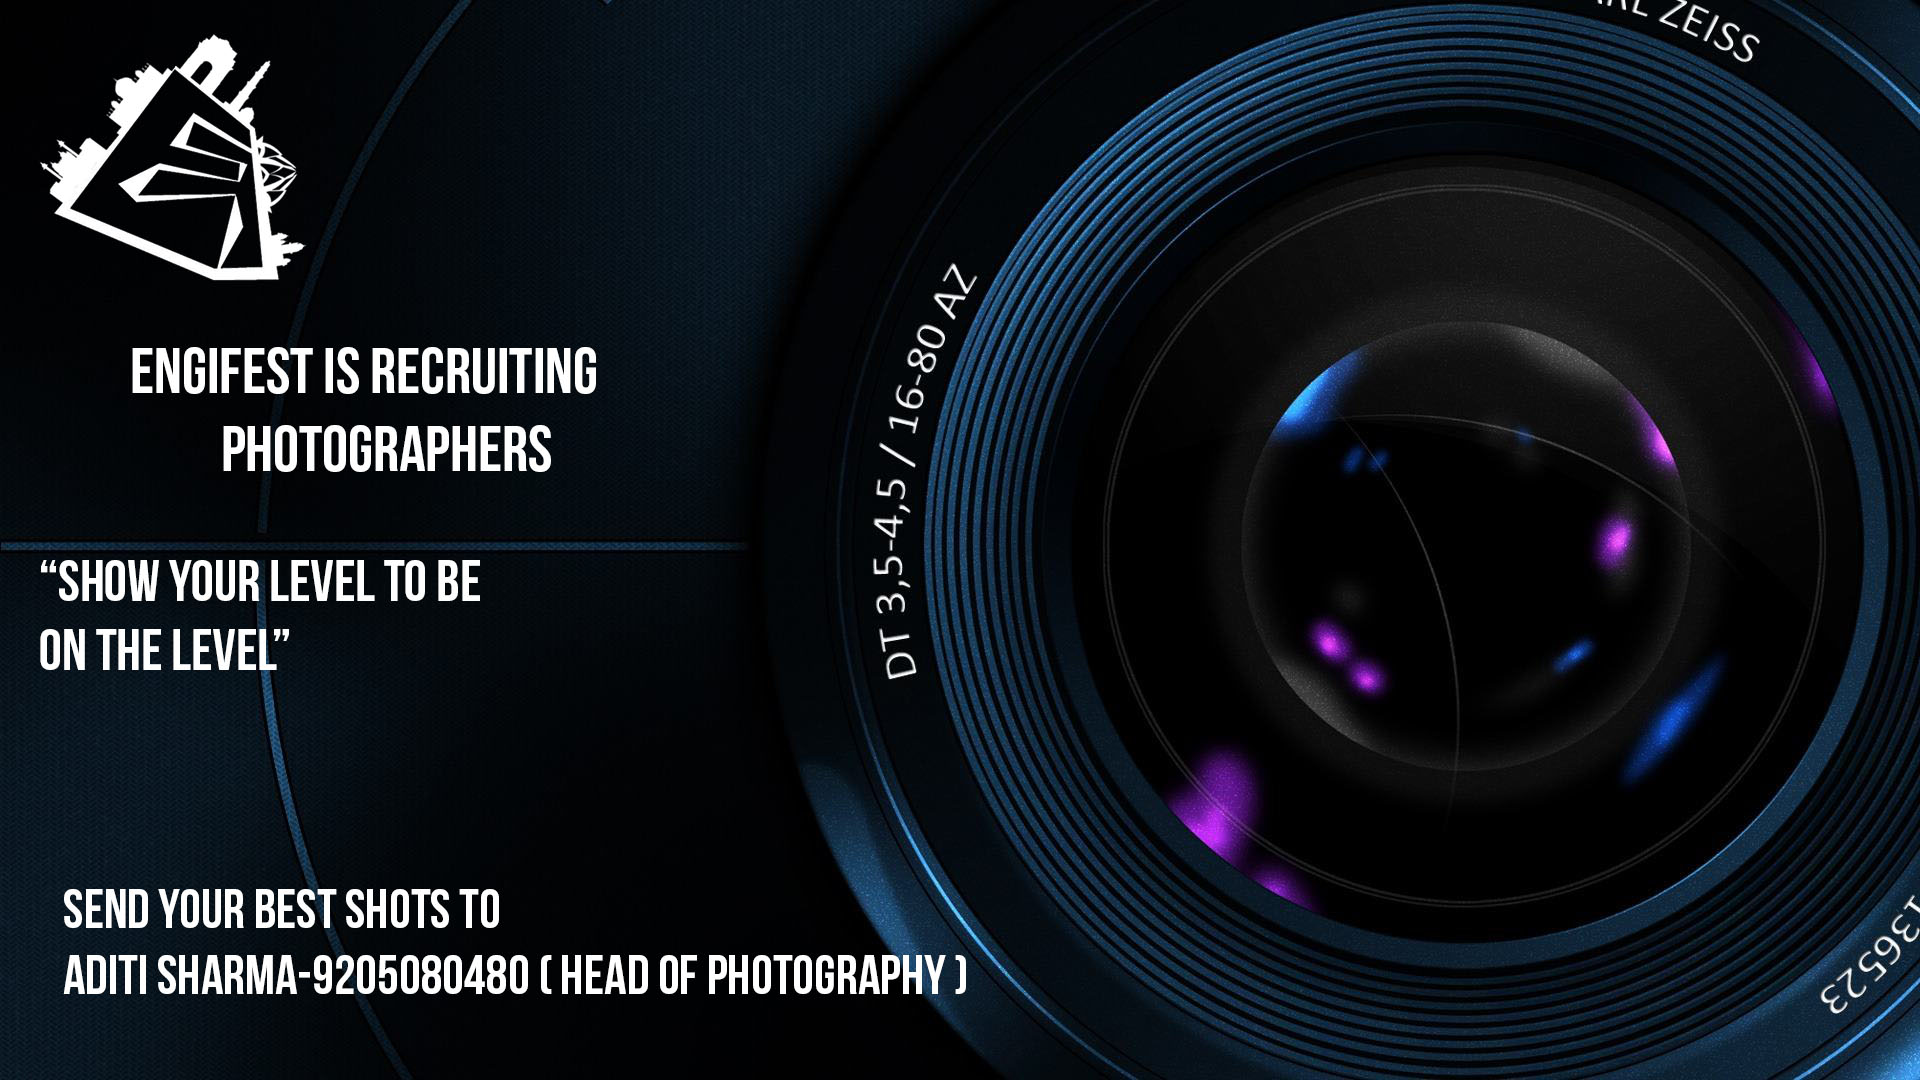 ENGIFEST IS RECRUITING
PHOTOGRAPHERS
“SHOW YOUR LEVEL TO BE
ON THE LEVEL”
SEND YOUR BEST SHOTS TO
ADITI SHARMA-9205080480 ( HEAD OF PHOTOGRAPHY )
DT 3,5-4,5 / 16-80 AZ
ZEISS
136523